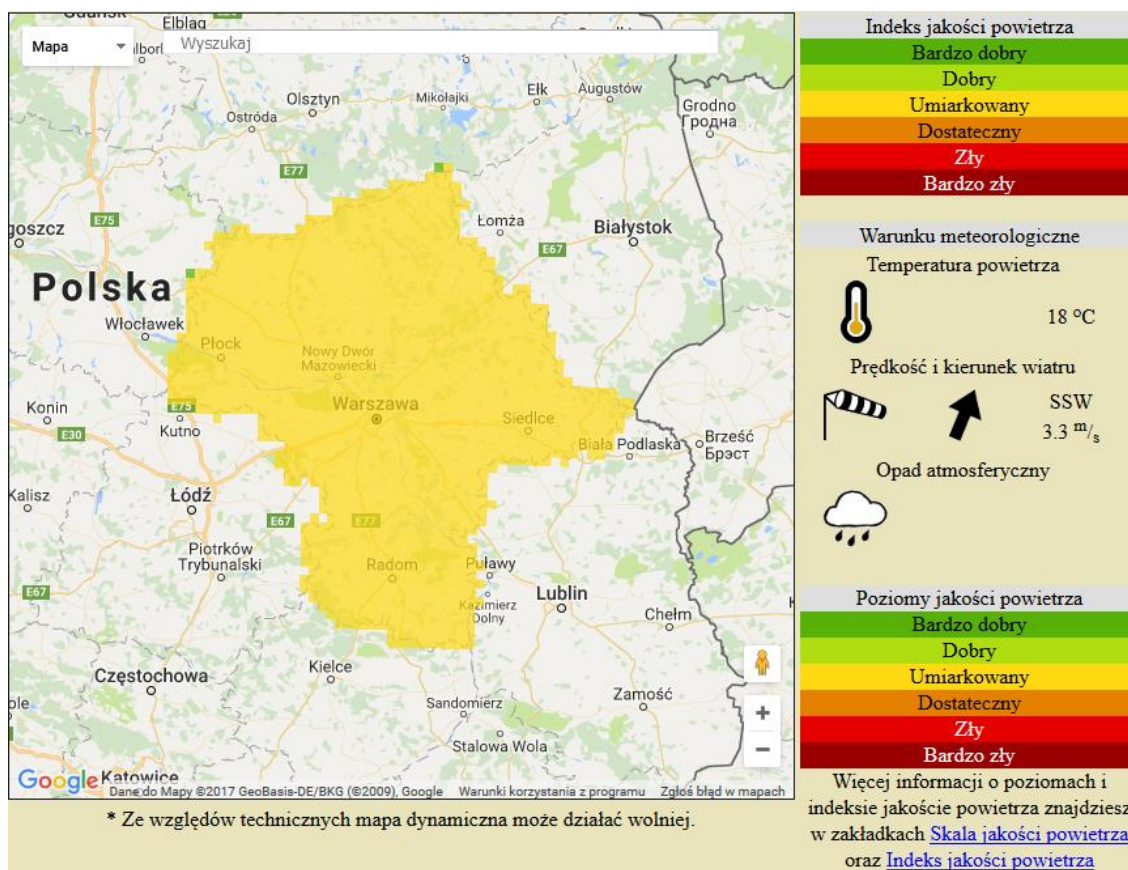 Gdańsk
Elbląg
Mapa
Wyszukaj
Malbork
Olsztyn
Mikołajki
Ełk
Augustów
Ostróda
Grodno
Гродна
E77
Łomża
E75
Białystok
goszcz
E67
Polska
Włocławek
Płock
Nowy Dwór
Mazowiecki
Warszawa
Siedlce
Konin
E75
Kutno
E30
Biała Podlaska
Brześć
Брэст
Kalisz
Łódź
E67
E77
Piotrków
Trybunalski
Radom
Puławy
E67
Kazimierz
Dolny
Lublin
Chełm
Kielce
Częstochowa
Zamość
ole
Sandomierz
+
Stalowa Wola
−
Google
Katowice
Dane do Mapy ©2017 GeoBasis-DE/BKG (©2009), Google Warunki korzystania z programu Zgłoś błąd w mapach
* Ze względów technicznych mapa dynamiczna może działać wolniej.
Indeks jakości powietrza
Bardzo dobry
Dobry
Umiarkowany
Dostateczny
Zły
Bardzo zły
Warunku meteorologiczne
Temperatura powietrza
18 °C
Prędkość i kierunek wiatru
SSW
3.3 m/s
Opad atmosferyczny
Poziomy jakości powietrza
Bardzo dobry
Dobry
Umiarkowany
Dostateczny
Zły
Bardzo zły
Więcej informacji o poziomach i
indeksie jakoście powietrza znajdziesz
w zakładkach Skala jakości powietrza
oraz Indeks jakości powietrza